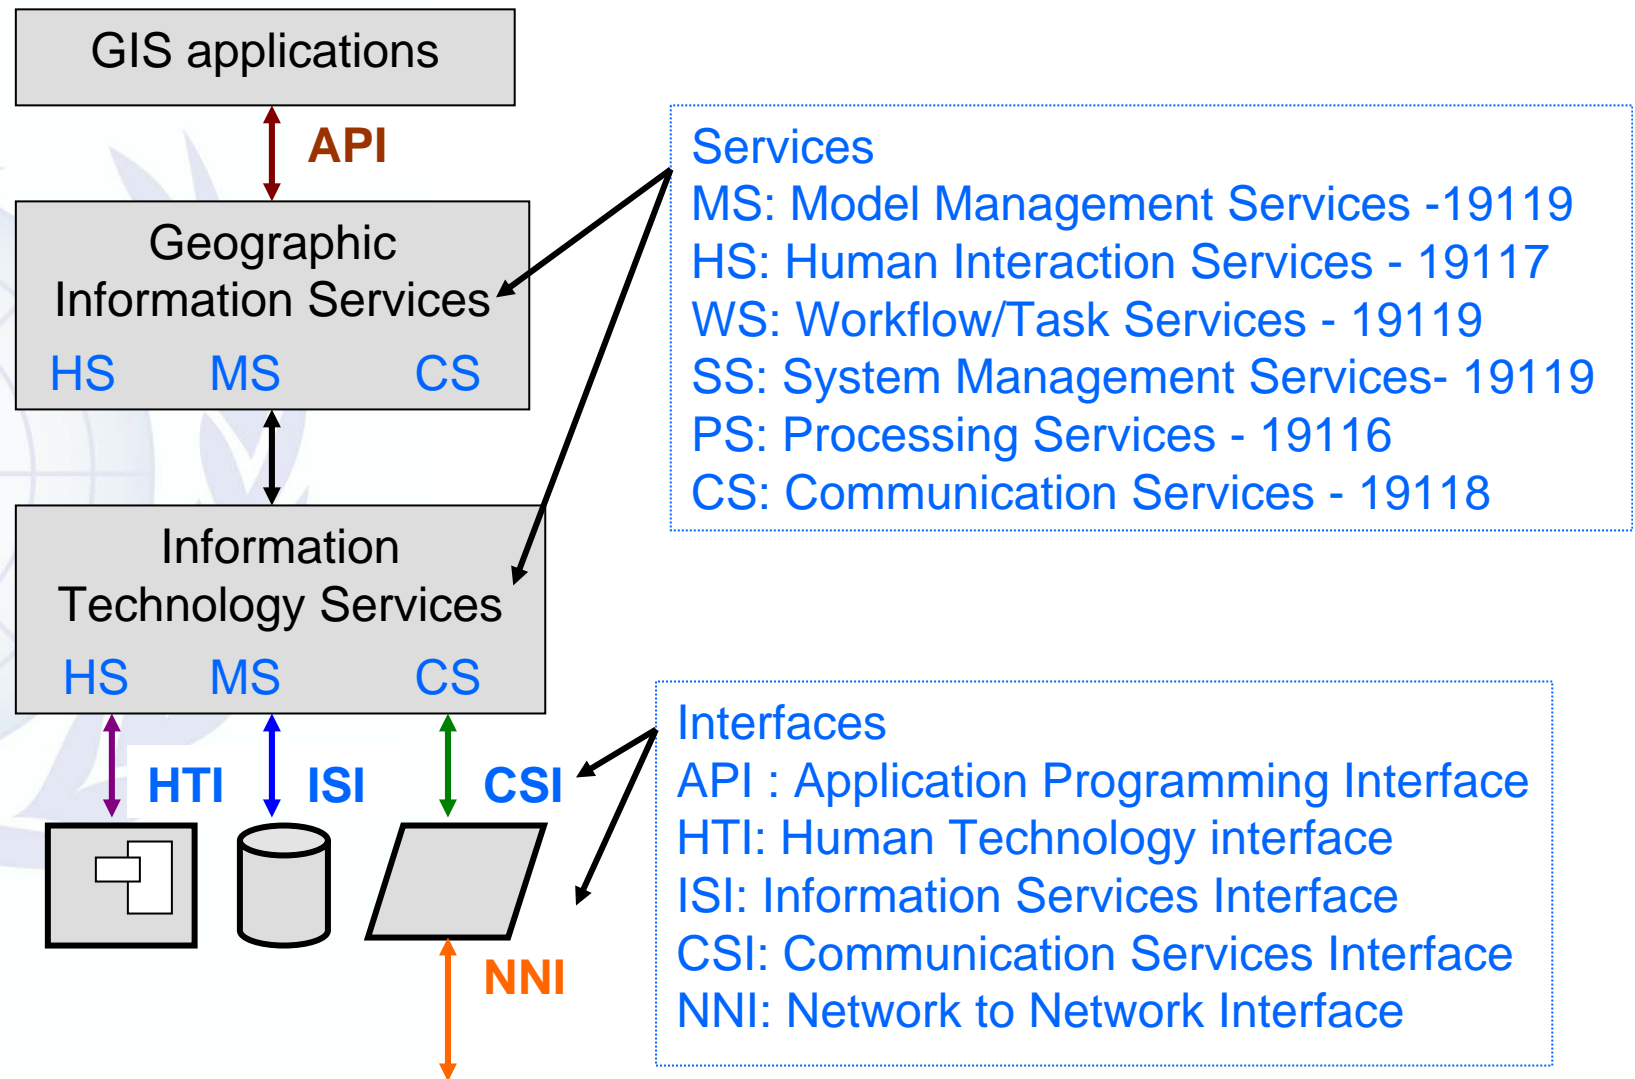 GIS applications
API
Geographic
Information Services
HS MS CS
Information
Technology Services
HS MS CS
HTI ISI CSI
NNI
Services
MS: Model Management Services -19119
HS: Human Interaction Services - 19117
WS: Workflow/Task Services - 19119
SS: System Management Services- 19119
PS: Processing Services - 19116
CS: Communication Services - 19118
Interfaces
API : Application Programming Interface
HTI: Human Technology interface
ISI: Information Services Interface
CSI: Communication Services Interface
NNI: Network to Network Interface